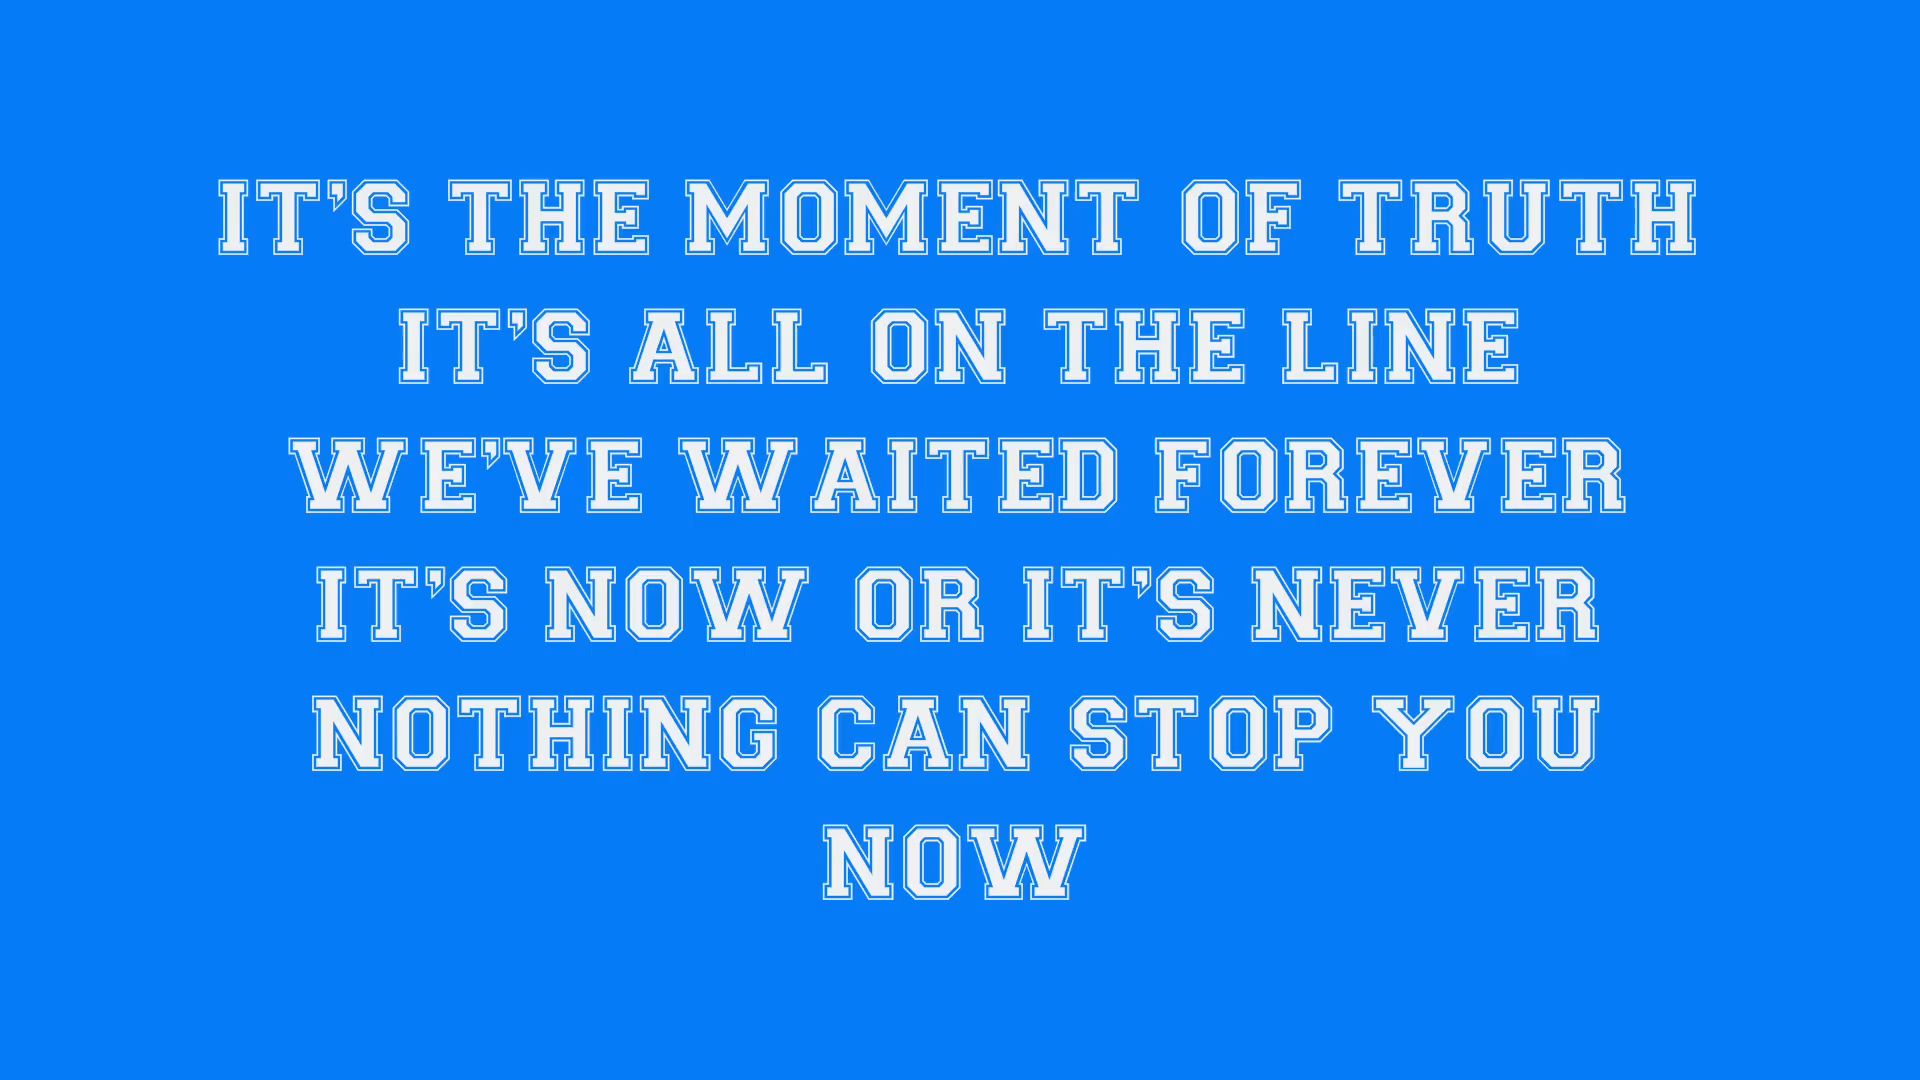 IT'S THE MOMENT OF TRUTH
IT'S ALL ON THE LINE
WE'VE WAITED FOREVER
IT'S NOW OR IT'S NEVER
NOTHING CAN STOP YOU
NOW